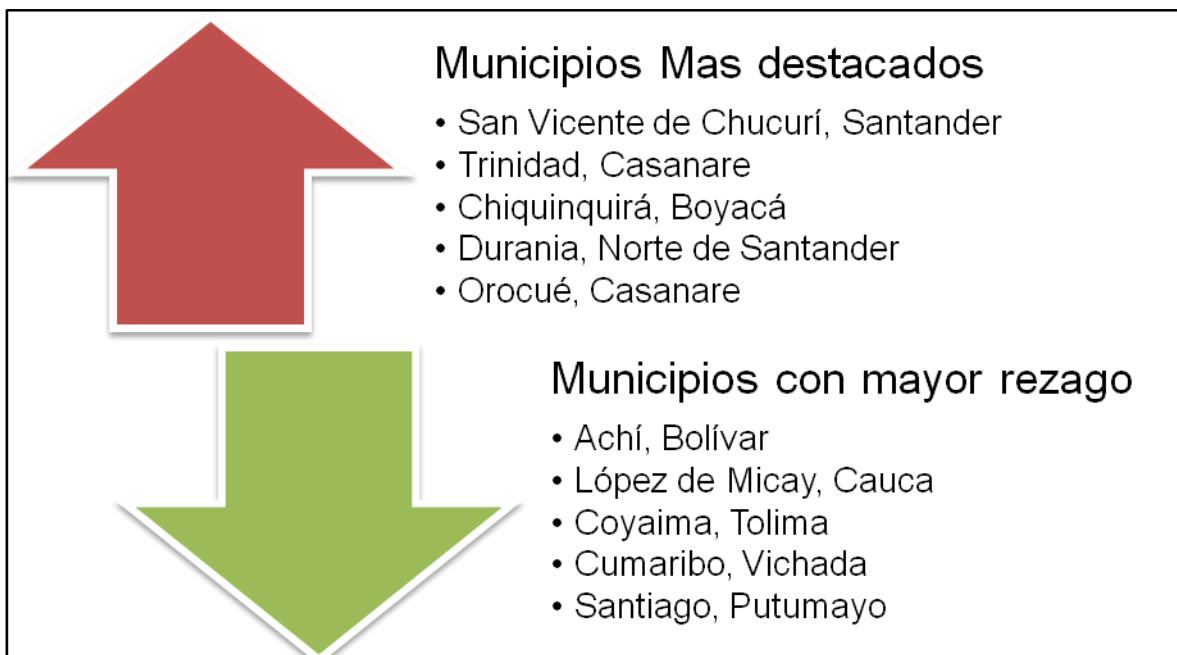 Municipios Mas destacados
• San Vicente de Chucurí, Santander
• Trinidad, Casanare
• Chiquinquirá, Boyacá
• Durania, Norte de Santander
• Orocué, Casanare
Municipios con mayor rezago
• Achí, Bolívar
• López de Micay, Cauca
• Coyaima, Tolima
• Cumaribo, Vichada
• Santiago, Putumayo